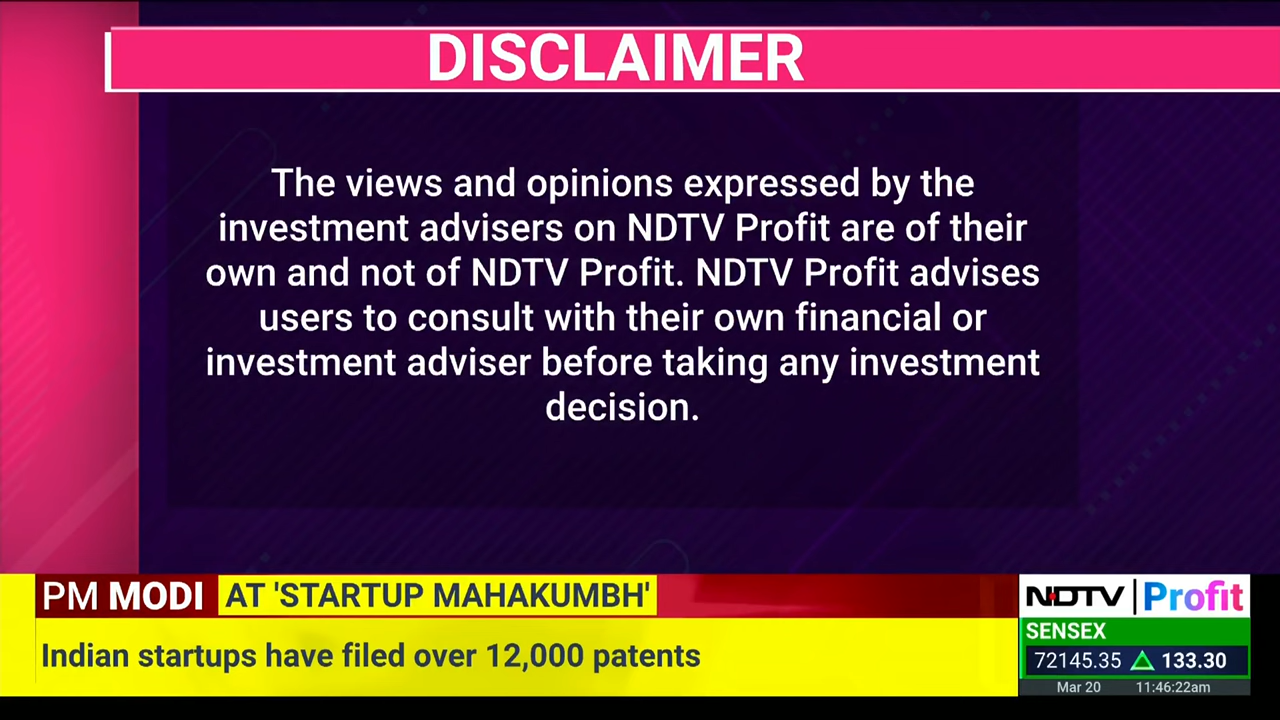 DISCLAIMER
The views and opinions expressed by the
investment advisers on NDTV Profit are of their
own and not of NDTV Profit. NDTV Profit advises
users to consult with their own financial or
investment adviser before taking any investment
decision.
PM MODI AT 'STARTUP MAHAKUMBH'
Indian startups have filed over 12,000 patents
NDTV Profit
SENSEX
72145.35 133.30
Mar 20 11:46:22am